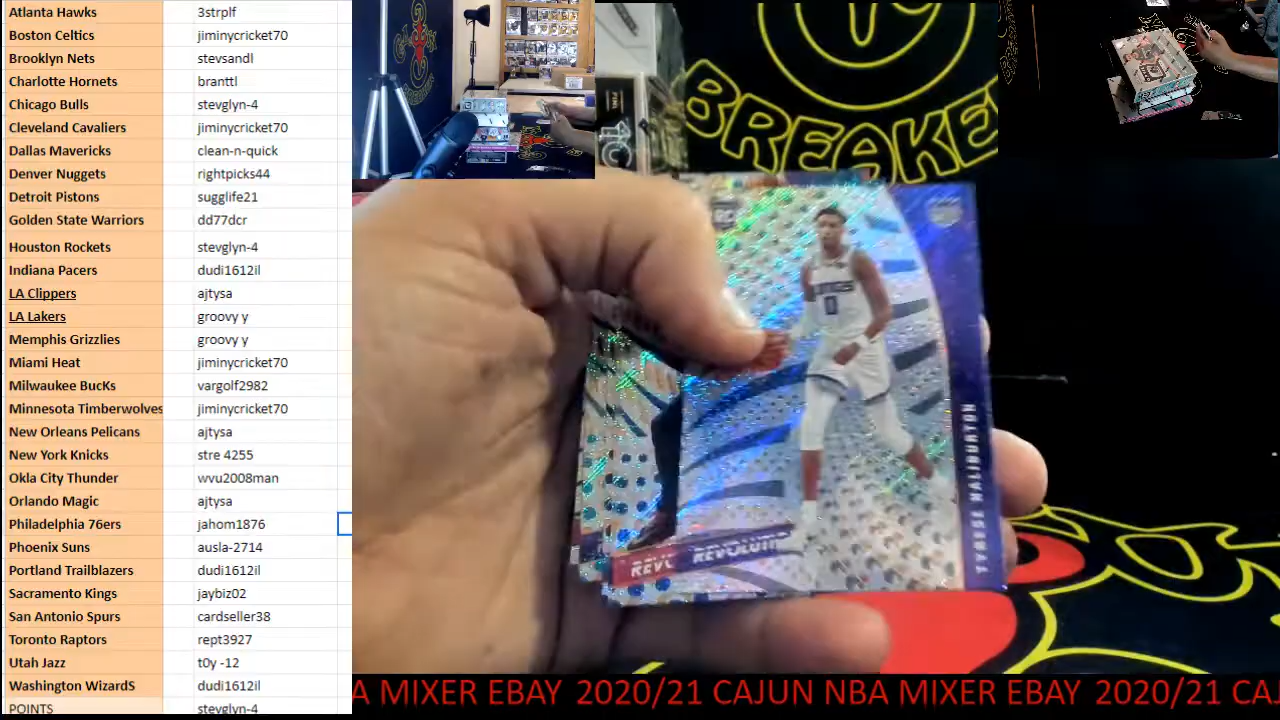 Atlanta Hawks 3strplf
Boston Celtics jiminycricket70
Brooklyn Nets stevsandl
Charlotte Hornets branttl
Chicago Bulls stevglyn-4
Cleveland Cavaliers jiminycricket70
Dallas Mavericks clean-n-quick
Denver Nuggets rightpicks44
Detroit Pistons sugglife21
Golden State Warriors dd77dcr
Houston Rockets stevglyn-4
Indiana Pacers dudi1612il
LA Clippers ajtysa
LA Lakers groovy y
Memphis Grizzlies groovy y
Miami Heat jiminycricket70
Milwaukee BucKs vargolf2982
Minnesota Timberwolves jiminycricket70
New Orleans Pelicans ajtysa
New York Knicks stre 4255
Okla City Thunder wvu2008man
Orlando Magic ajtysa
Philadelphia 76ers jahom1876
Phoenix Suns ausla-2714
Portland Trailblazers dudi1612il
Sacramento Kings jaybiz02
San Antonio Spurs cardseller38
Toronto Raptors rept3927
Utah Jazz t0y -12
Washington WizardS dudi1612il
POINTS stevglyn-4
BREAKE
TYRESE HALIBURTON
0
REVOLUTI
REV
A MIXER EBAY 2020/21 CAJUN NBA MIXER EBAY 2020/21 CA